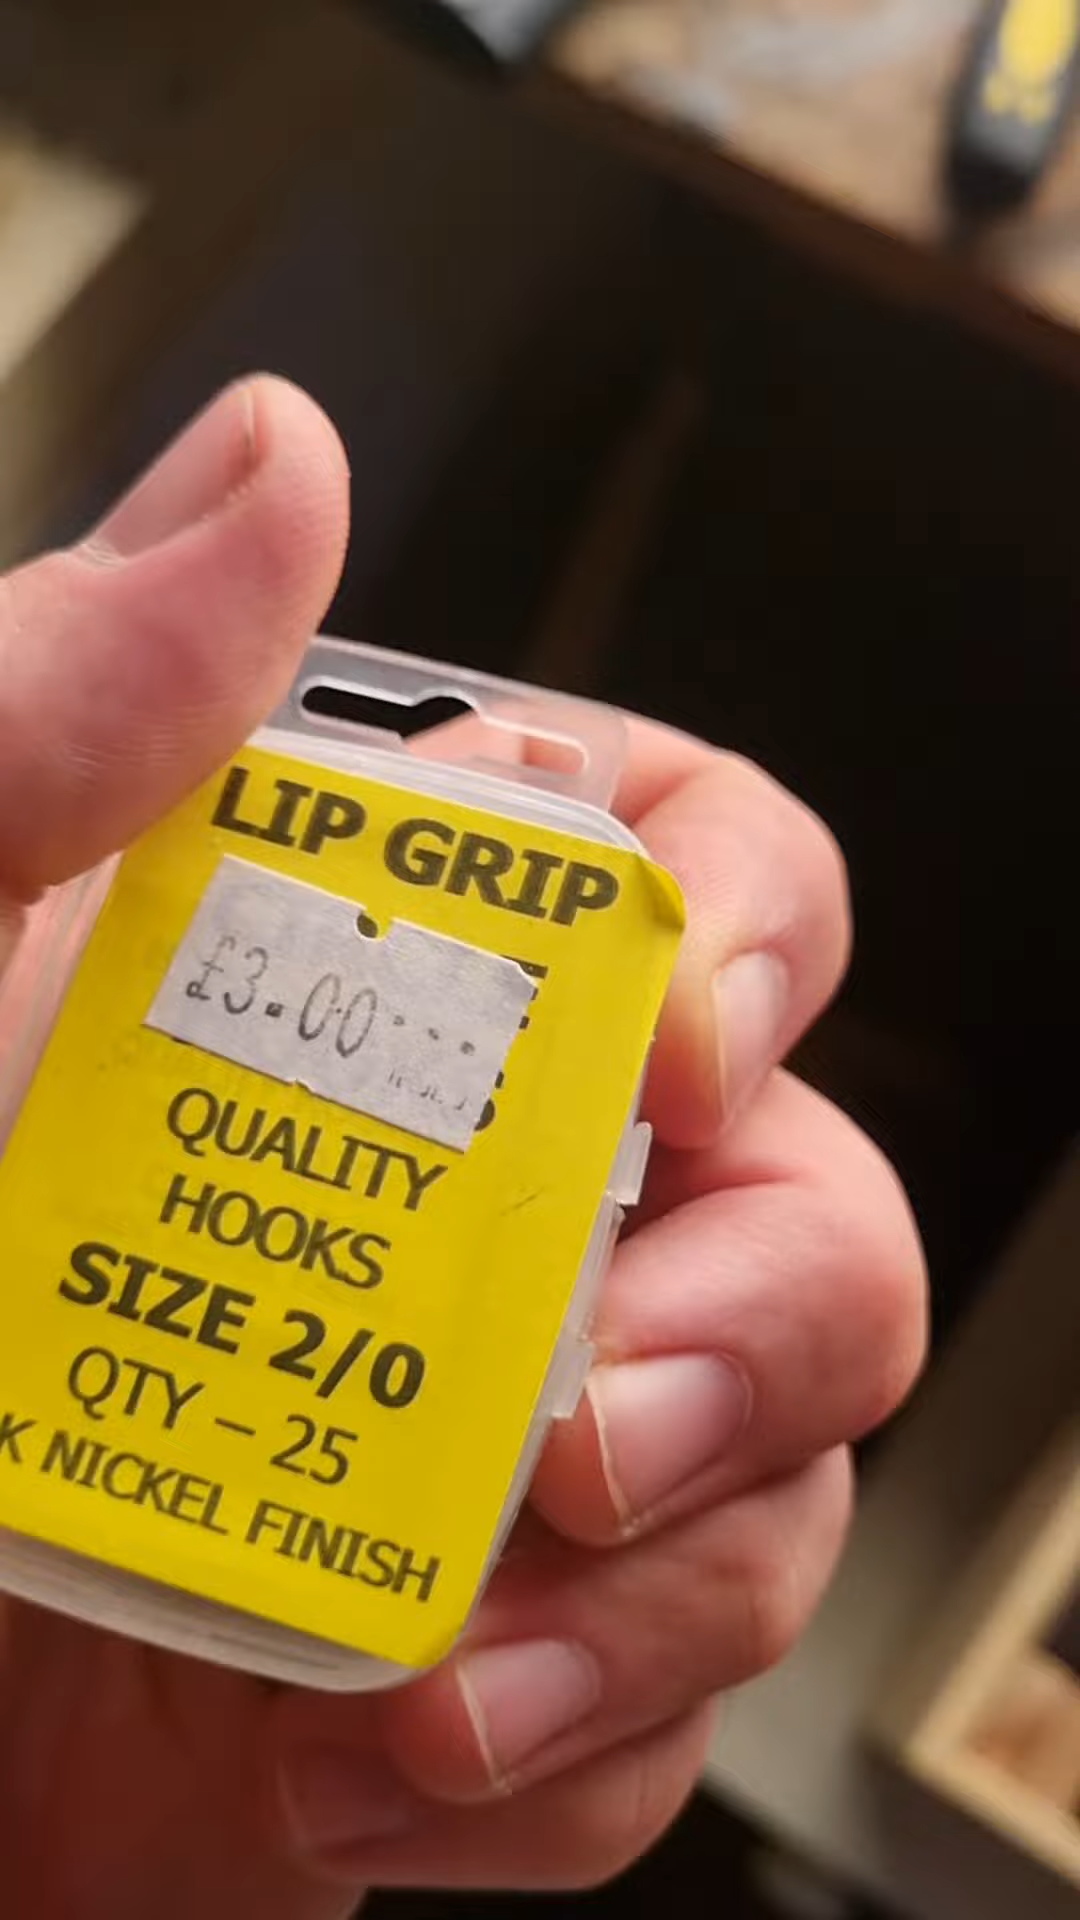 LIP GRIP
£3.00
QUALITY
HOOKS
SIZE 2/0
QTY – 25
K NICKEL FINISH